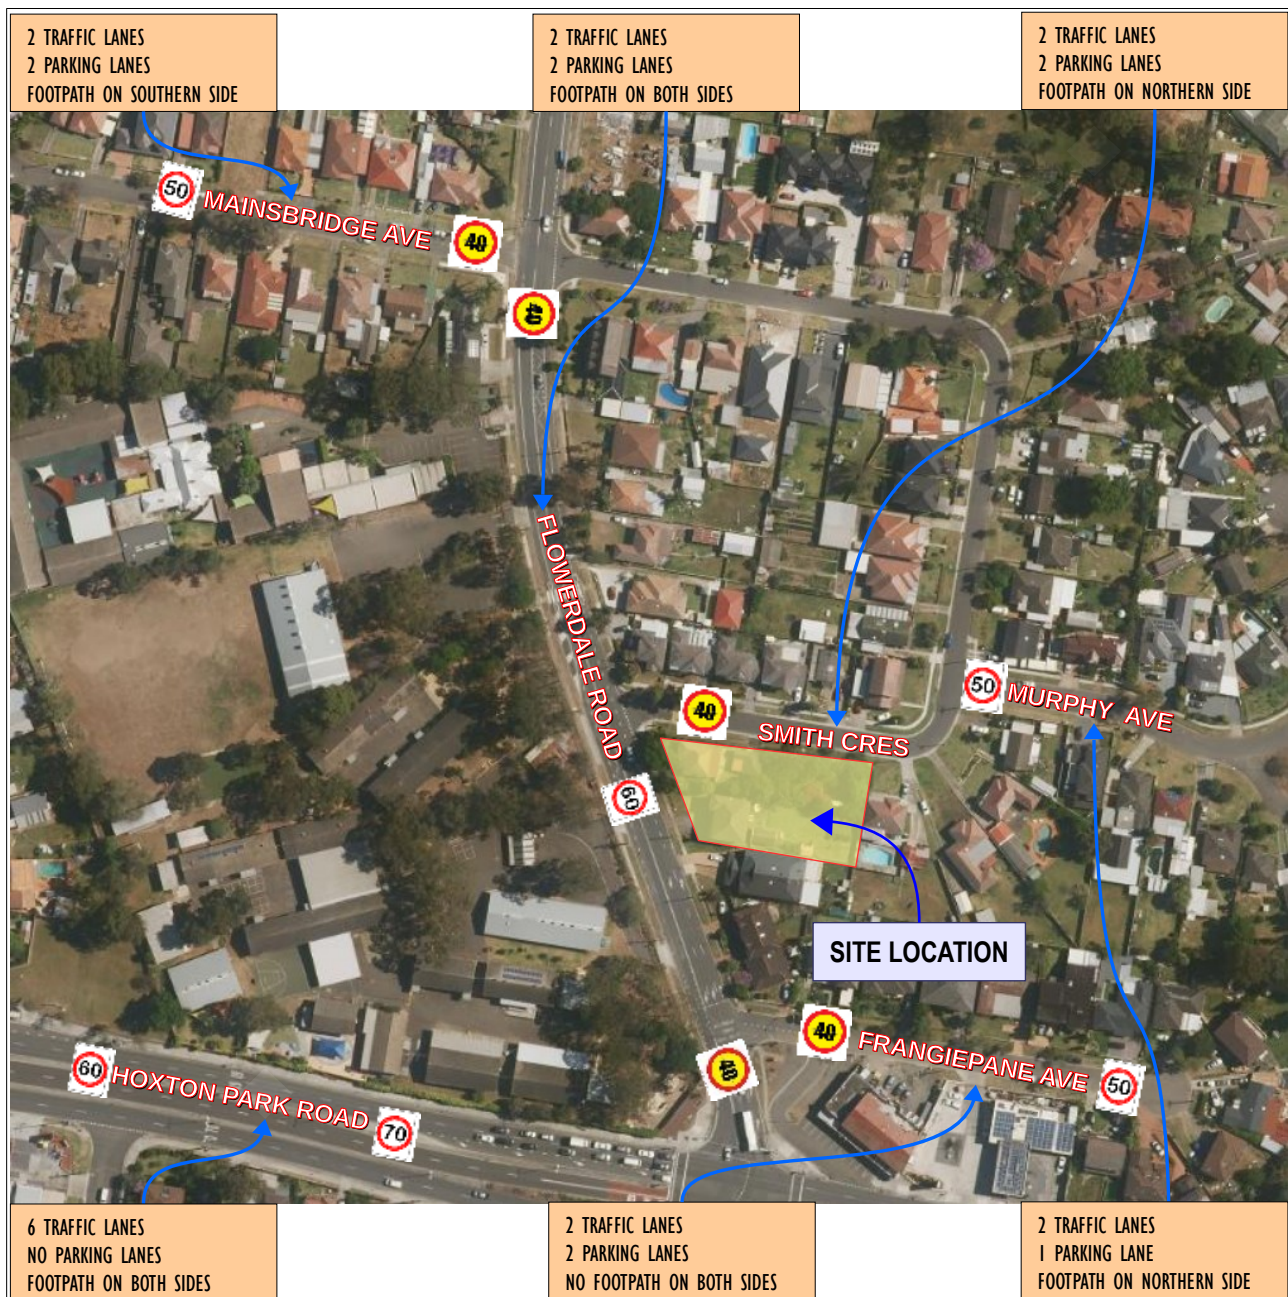 2 TRAFFIC LANES
2 PARKING LANES
FOOTPATH ON SOUTHERN SIDE
2 TRAFFIC LANES
2 PARKING LANES
FOOTPATH ON BOTH SIDES
2 TRAFFIC LANES
2 PARKING LANES
FOOTPATH ON NORTHERN SIDE
50
MAINSBRIDGE AVE
40
40
FLOWERDALE ROAD
40
SMITH CRES
50
MURPHY AVE
60
SITE LOCATION
40
FRANGIEPANE AVE
50
40
60
HOXTON PARK ROAD
70
6 TRAFFIC LANES
NO PARKING LANES
FOOTPATH ON BOTH SIDES
2 TRAFFIC LANES
2 PARKING LANES
NO FOOTPATH ON BOTH SIDES
2 TRAFFIC LANES
1 PARKING LANE
FOOTPATH ON NORTHERN SIDE